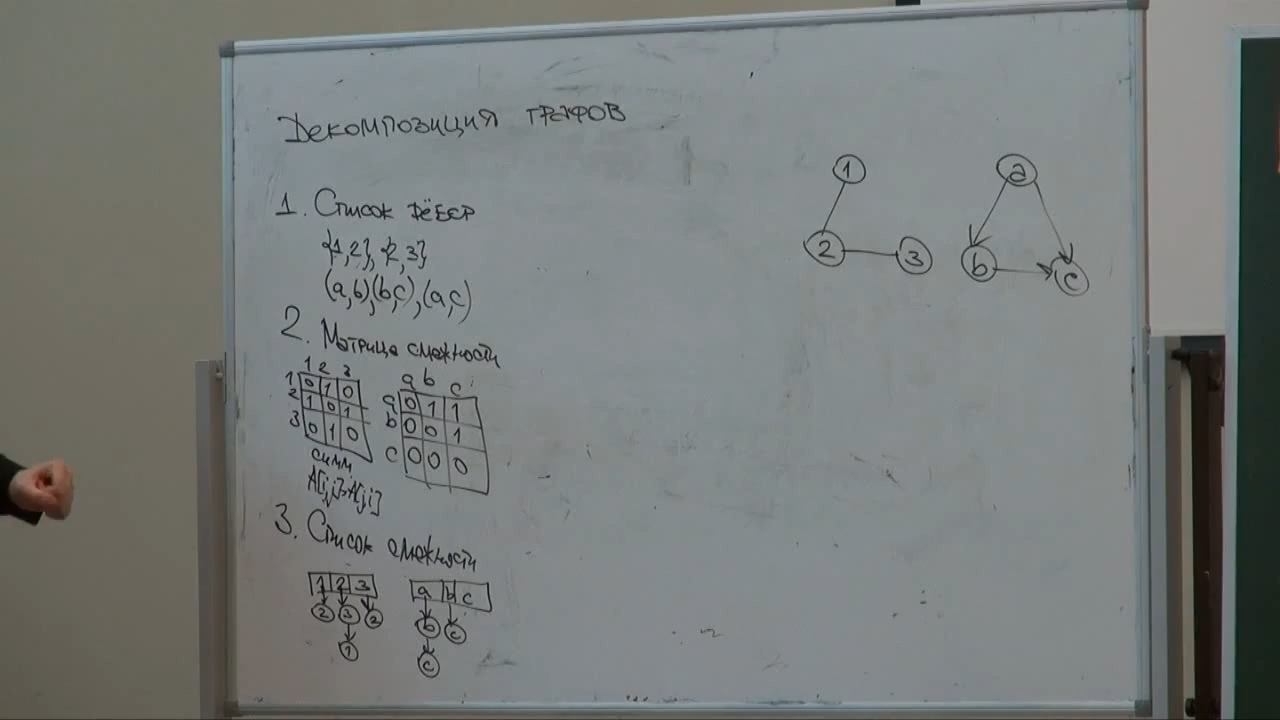 Декомпозиция графов
1. Список рёбер
{1,2}, {2,3}
(a,b),(b,c),(a,c)
2. Матрица смежности
1 2 3
1 0 1 0
2 1 0 1
3 0 1 0
симм
A[i,j]=A[j,i]
a b c
a 0 1 1
b 0 0 1
c 0 0 0
3. Список смежности
1 2 3
2 3 2
1
a b c
b c
c
1
2 3
a
b c